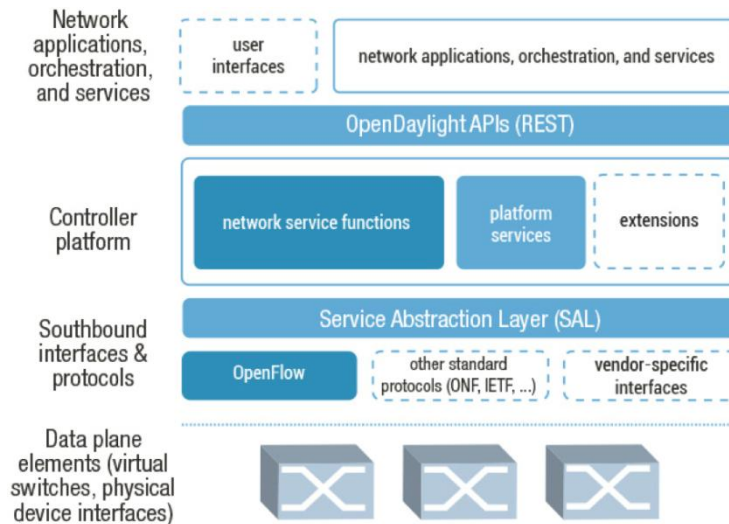 Network
applications,
orchestration,
and services
user
interfaces
network applications, orchestration, and services
OpenDaylight APIs (REST)
Controller
platform
network service functions
platform
services
extensions
Southbound
interfaces &
protocols
Service Abstraction Layer (SAL)
OpenFlow
other standard
protocols (ONF, IETF, ...)
vendor-specific
interfaces
Data plane
elements (virtual
switches, physical
device interfaces)